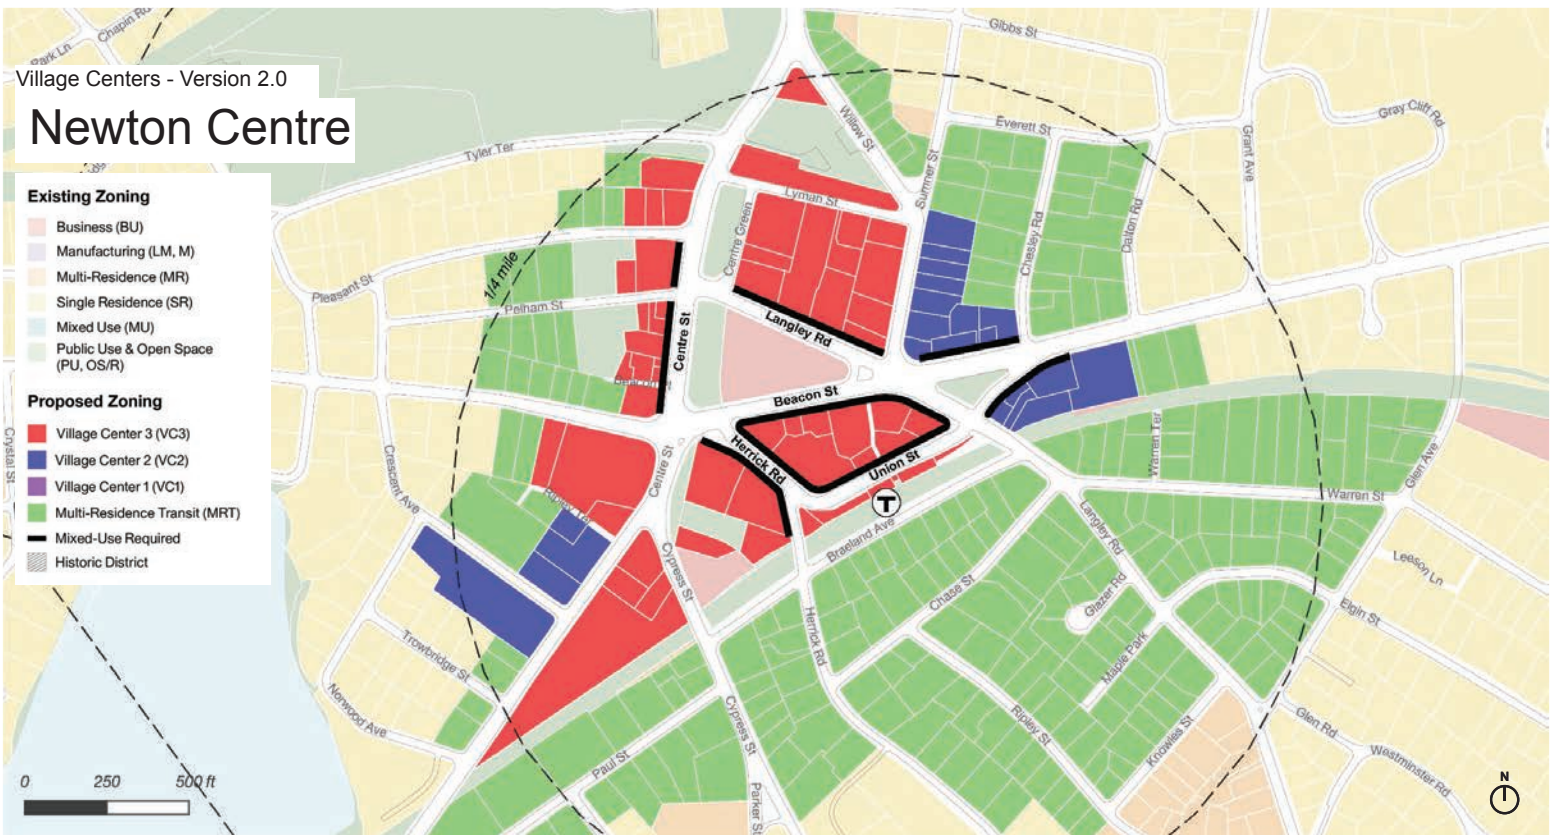 Village Centers - Version 2.0
Newton Centre
Existing Zoning
Business (BU)
Manufacturing (LM, M)
Multi-Residence (MR)
Single Residence (SR)
Mixed Use (MU)
Public Use & Open Space
(PU, OS/R)
Proposed Zoning
Village Center 3 (VC3)
Village Center 2 (VC2)
Village Center 1 (VC1)
Multi-Residence Transit (MRT)
Mixed-Use Required
Historic District
0 250 500 ft
Park Ln
Chapin Rd
Tyler Ter
Pleasant St
1/4 mile
Pelham St
Centre St
Centre Green
Lyman St
Willow St
Sumner St
Gibbs St
Everett St
Grant Ave
Gray Cliff Rd
Chesley Rd
Dalton Rd
Langley Rd
Beacon St
Herrick Rd
Union St
T
Braeland Ave
Centre St
Ripley Ter
Crescent Ave
Crystal St
Cypress St
Trowbridge St
Norwood Ave
Paul St
Cypress St
Parker St
Herrick Rd
Chase St
Ripley St
Glazer Rd
Maple Park
Knowles St
Langley Rd
Warren Ter
Warren St
Glen Ave
Leeson Ln
Elgin St
Glen Rd
Westminster Rd
N